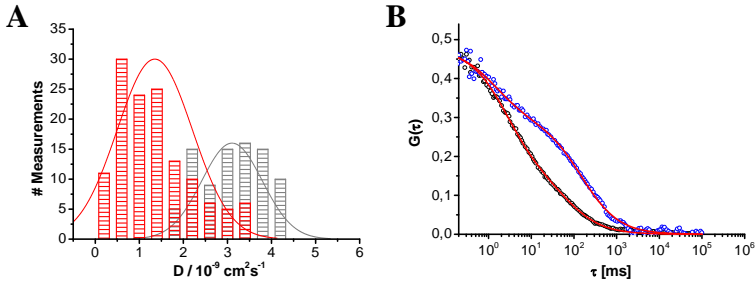 A
35
30
25
20
15
10
5
0
# Measurements
0 1 2 3 4 5 6
D / 10⁻⁹ cm²s⁻¹
B
0,5
0,4
0,3
0,2
0,1
0,0
G(τ)
10⁰ 10¹ 10² 10³ 10⁴ 10⁵ 10⁶
τ [ms]